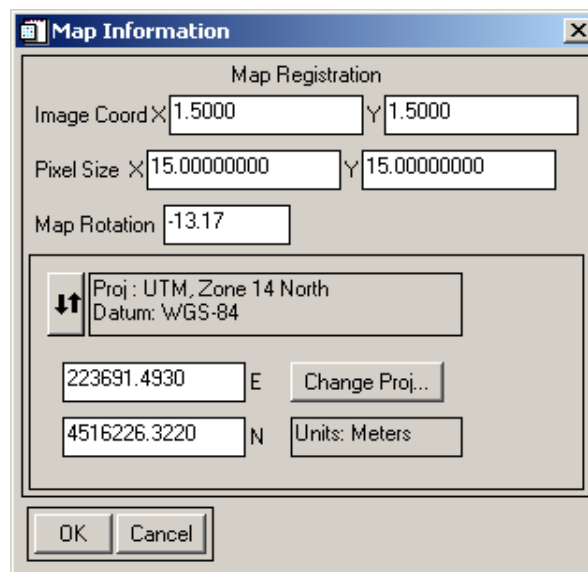 Map Information
Map Registration
Image Coord X 1.5000 Y 1.5000
Pixel Size X 15.00000000 Y 15.00000000
Map Rotation -13.17
Proj : UTM, Zone 14 North
Datum: WGS-84
223691.4930 E Change Proj...
4516226.3220 N Units: Meters
OK Cancel